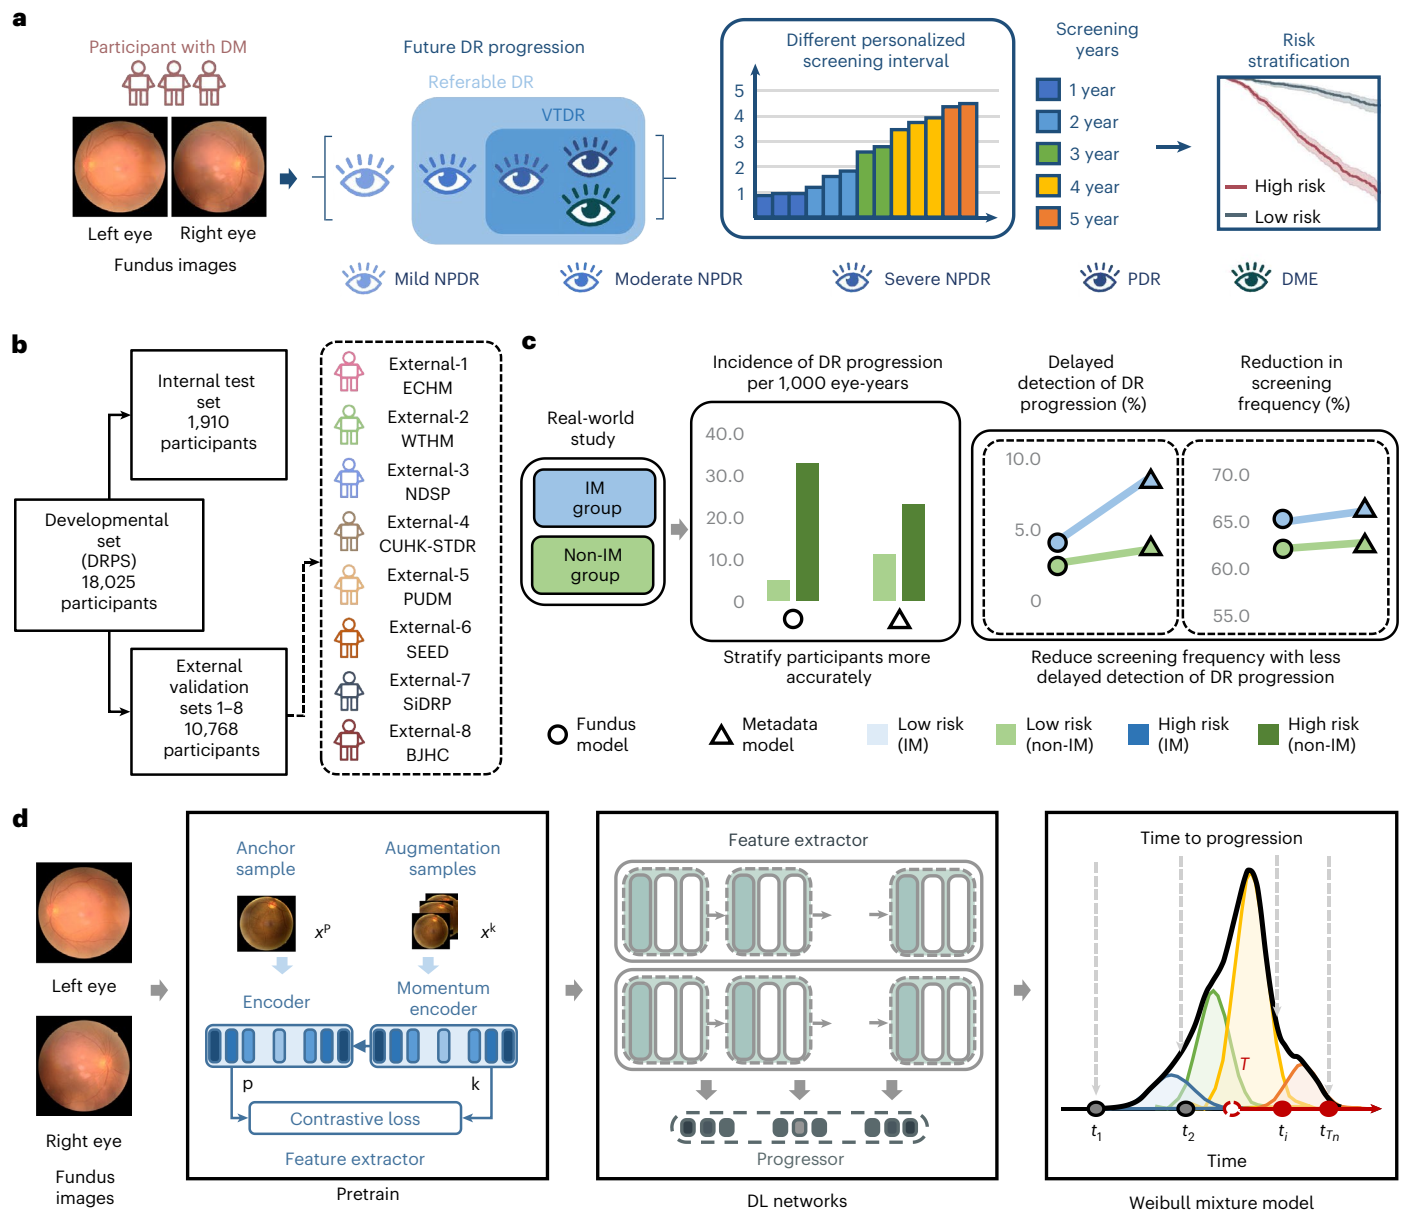 a
Participant with DM
Left eye
Right eye
Fundus images
Future DR progression
Referable DR
VTDR
Different personalized
screening interval
5
4
3
2
1
Screening
years
1 year
2 year
3 year
4 year
5 year
Risk
stratification
High risk
Low risk
Mild NPDR
Moderate NPDR
Severe NPDR
PDR
DME
b
Internal test
set
1,910
participants
Developmental
set
(DRPS)
18,025
participants
External
validation
sets 1–8
10,768
participants
External-1
ECHM
External-2
WTHM
External-3
NDSP
External-4
CUHK-STDR
External-5
PUDM
External-6
SEED
External-7
SiDRP
External-8
BJHC
c
Real-world
study
IM
group
Non-IM
group
Incidence of DR progression
per 1,000 eye-years
40.0
30.0
20.0
10.0
0
Stratify participants more
accurately
Delayed
detection of DR
progression (%)
10.0
5.0
0
Reduction in
screening
frequency (%)
70.0
65.0
60.0
55.0
Reduce screening frequency with less
delayed detection of DR progression
Fundus
model
Metadata
model
Low risk
(IM)
Low risk
(non-IM)
High risk
(IM)
High risk
(non-IM)
d
Left eye
Right eye
Fundus
images
Anchor
sample
x^P
Augmentation
samples
x^k
Encoder
Momentum
encoder
p
k
Contrastive loss
Feature extractor
Pretrain
Feature extractor
Progressor
DL networks
Time to progression
T
t_1
t_2
t_i
t_{T_n}
Time
Weibull mixture model